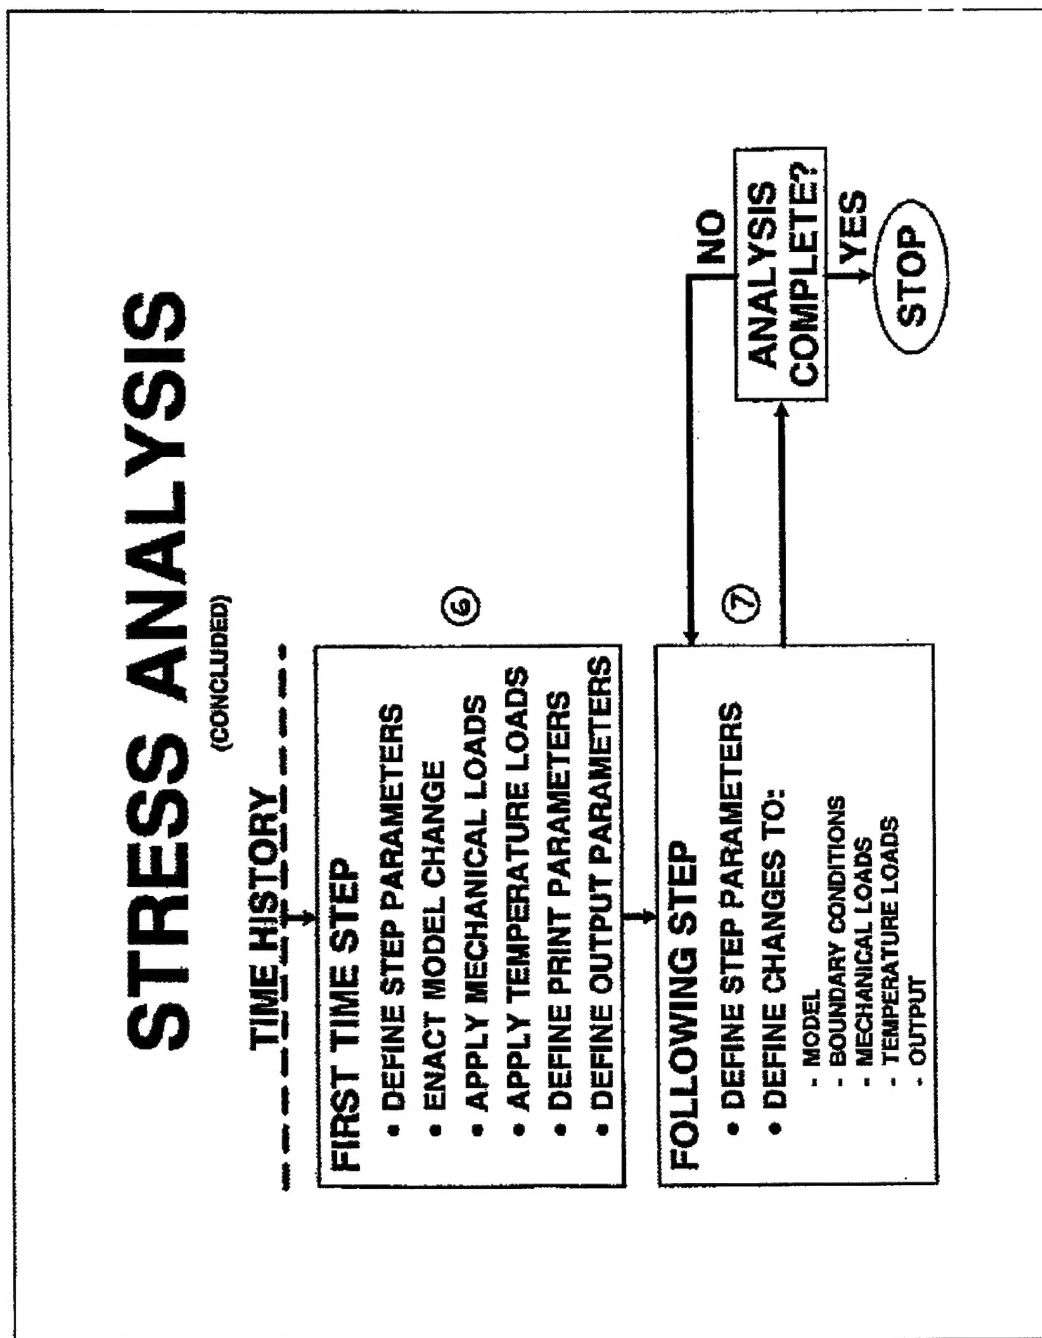 STRESS ANALYSIS
(CONCLUDED)
TIME HISTORY
FIRST TIME STEP
• DEFINE STEP PARAMETERS
• ENACT MODEL CHANGE
• APPLY MECHANICAL LOADS
• APPLY TEMPERATURE LOADS
• DEFINE PRINT PARAMETERS
• DEFINE OUTPUT PARAMETERS
6
FOLLOWING STEP
• DEFINE STEP PARAMETERS
• DEFINE CHANGES TO:
- MODEL
- BOUNDARY CONDITIONS
- MECHANICAL LOADS
- TEMPERATURE LOADS
- OUTPUT
7
NO
ANALYSIS
COMPLETE?
YES
STOP